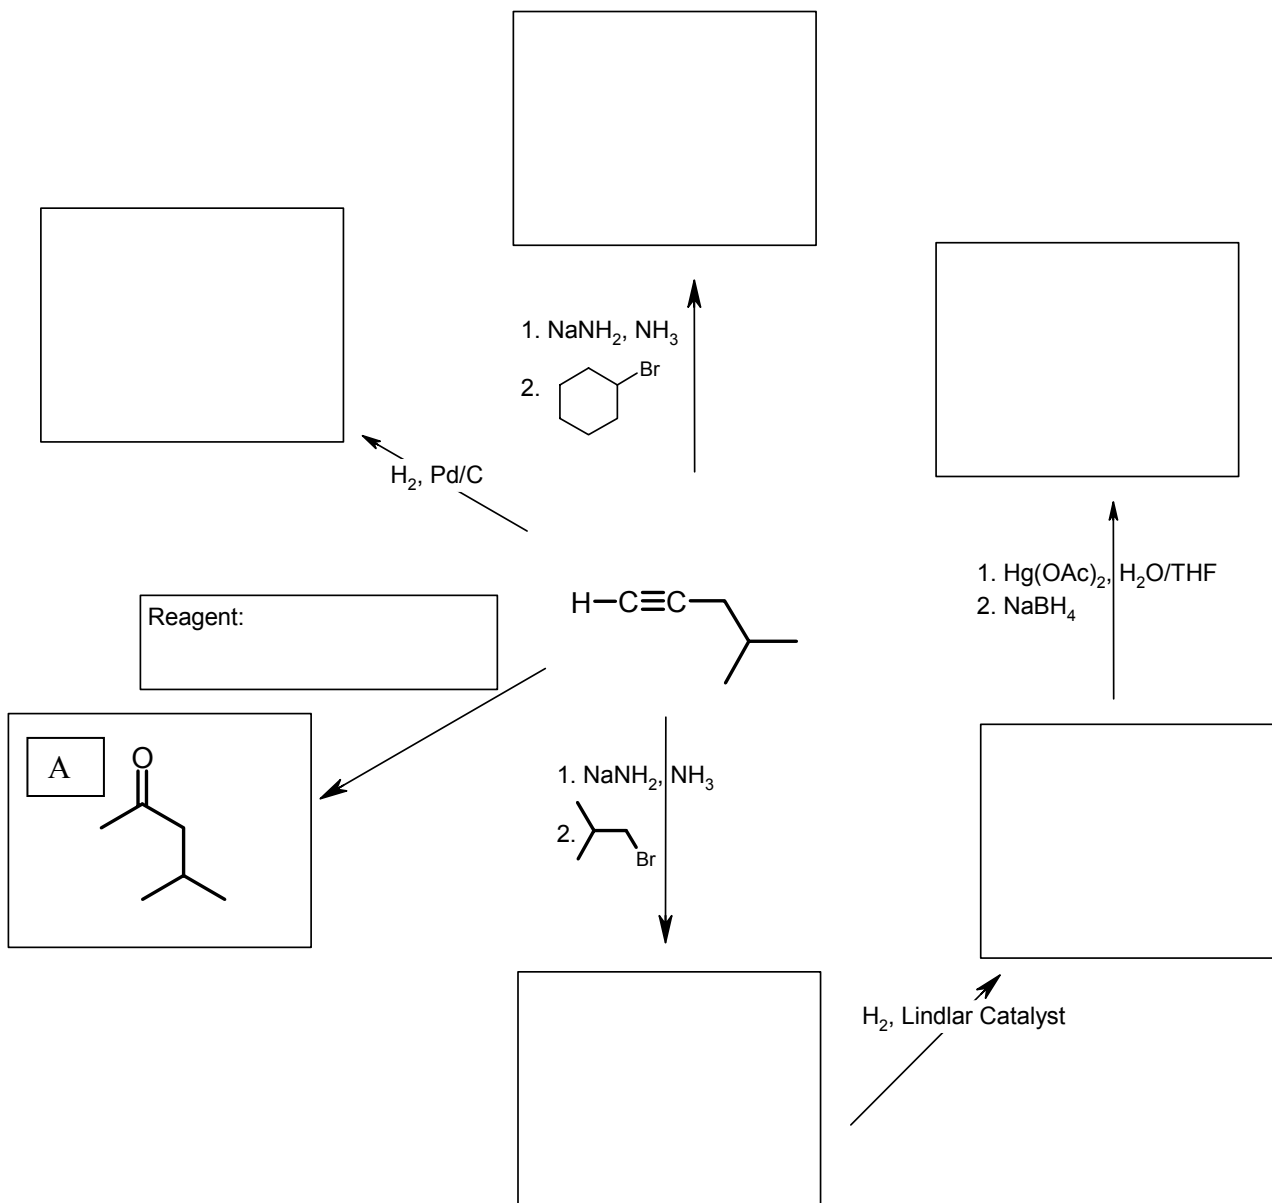 1. NaNH₂, NH₃
2.
Br
H₂, Pd/C
1. Hg(OAc)₂, H₂O/THF
2. NaBH₄
H–C≡C
Reagent:
A
O
1. NaNH₂, NH₃
2.
Br
H₂, Lindlar Catalyst